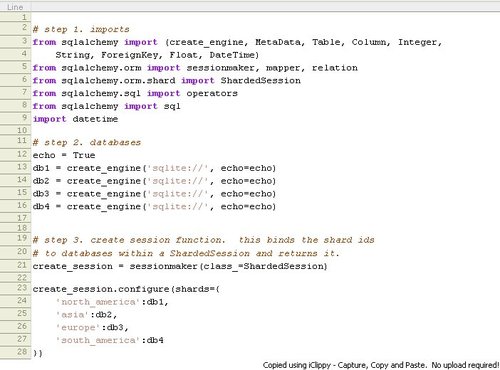 Line
1
2 # step 1. imports
3 from sqlalchemy import (create_engine, MetaData, Table, Column, Integer,
4     String, ForeignKey, Float, DateTime)
5 from sqlalchemy.orm import sessionmaker, mapper, relation
6 from sqlalchemy.orm.shard import ShardedSession
7 from sqlalchemy.sql import operators
8 from sqlalchemy import sql
9 import datetime
10
11 # step 2. databases
12 echo = True
13 db1 = create_engine('sqlite://', echo=echo)
14 db2 = create_engine('sqlite://', echo=echo)
15 db3 = create_engine('sqlite://', echo=echo)
16 db4 = create_engine('sqlite://', echo=echo)
17
18
19 # step 3. create session function.  this binds the shard ids
20 # to databases within a ShardedSession and returns it.
21 create_session = sessionmaker(class_=ShardedSession)
22
23 create_session.configure(shards={
24     'north_america':db1,
25     'asia':db2,
26     'europe':db3,
27     'south_america':db4
28 })
Copied using iClippy - Capture, Copy and Paste. No upload required!